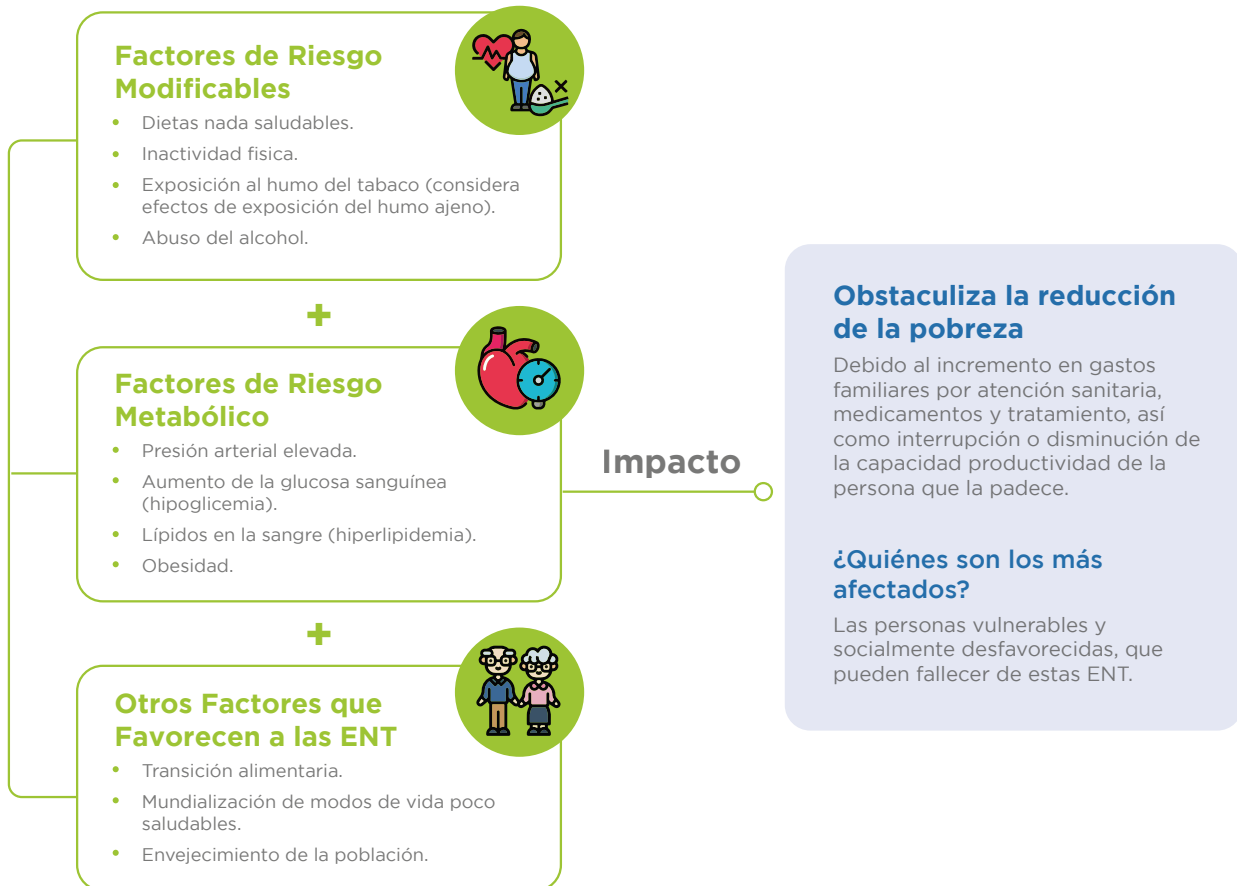 Factores de Riesgo
Modificables
• Dietas nada saludables.
• Inactividad fisica.
• Exposición al humo del tabaco (considera
efectos de exposición del humo ajeno).
• Abuso del alcohol.
+
Factores de Riesgo
Metabólico
• Presión arterial elevada.
• Aumento de la glucosa sanguínea
(hipoglicemia).
• Lípidos en la sangre (hiperlipidemia).
• Obesidad.
+
Otros Factores que
Favorecen a las ENT
• Transición alimentaria.
• Mundialización de modos de vida poco
saludables.
• Envejecimiento de la población.
Impacto
Obstaculiza la reducción
de la pobreza
Debido al incremento en gastos
familiares por atención sanitaria,
medicamentos y tratamiento, así
como interrupción o disminución de
la capacidad productividad de la
persona que la padece.
¿Quiénes son los más
afectados?
Las personas vulnerables y
socialmente desfavorecidas, que
pueden fallecer de estas ENT.